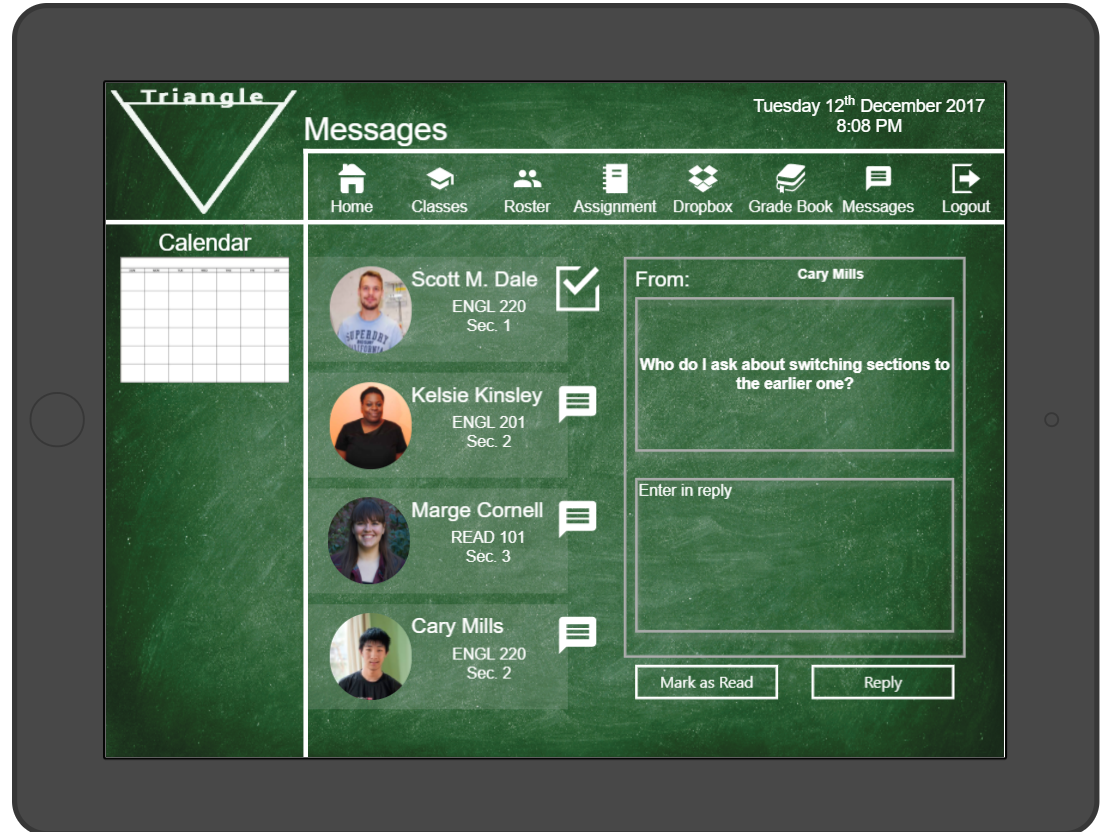 Triangle
Messages
Tuesday 12th December 2017
8:08 PM
Home
Classes
Roster
Assignment
Dropbox
Grade Book
Messages
Logout
Calendar
Scott M. Dale
ENGL 220
Sec. 1
SUPERDRY
CALIFORNIA
Kelsie Kinsley
ENGL 201
Sec. 2
Marge Cornell
READ 101
Sec. 3
Cary Mills
ENGL 220
Sec. 2
From:
Cary Mills
Who do I ask about switching sections to
the earlier one?
Enter in reply
Mark as Read
Reply